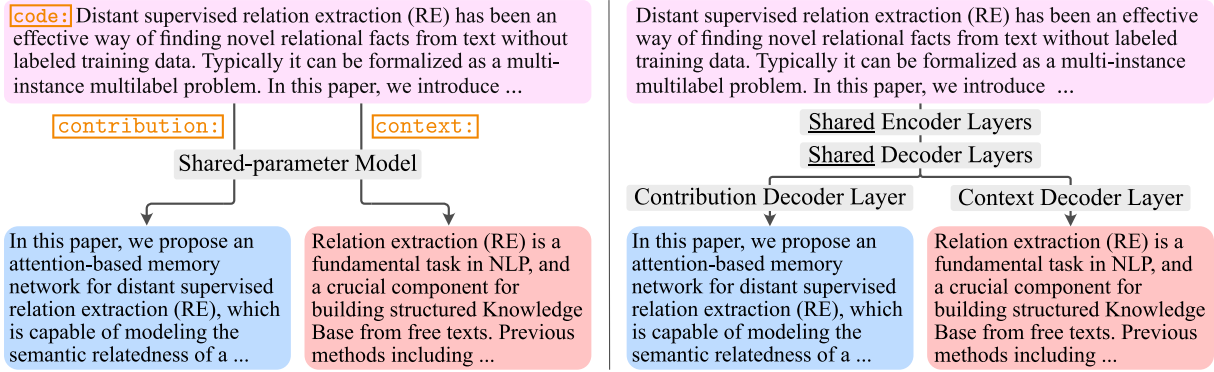 code: Distant supervised relation extraction (RE) has been an
effective way of finding novel relational facts from text without
labeled training data. Typically it can be formalized as a multi-
instance multilabel problem. In this paper, we introduce ...
contribution:
context:
Shared-parameter Model
In this paper, we propose an
attention-based memory
network for distant supervised
relation extraction (RE), which
is capable of modeling the
semantic relatedness of a ...
Relation extraction (RE) is a
fundamental task in NLP, and
a crucial component for
building structured Knowledge
Base from free texts. Previous
methods including ...
Distant supervised relation extraction (RE) has been an effective
way of finding novel relational facts from text without labeled
training data. Typically it can be formalized as a multi-instance
multilabel problem. In this paper, we introduce ...
Shared Encoder Layers
Shared Decoder Layers
Contribution Decoder Layer
Context Decoder Layer
In this paper, we propose an
attention-based memory
network for distant supervised
relation extraction (RE), which
is capable of modeling the
semantic relatedness of a ...
Relation extraction (RE) is a
fundamental task in NLP, and
a crucial component for
building structured Knowledge
Base from free texts. Previous
methods including ...